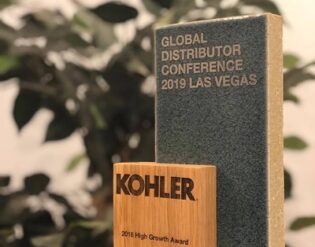 GLOBAL
DISTRIBUTOR
CONFERENCE
2019 LAS VEGAS
KOHLER
2018 High Growth Award